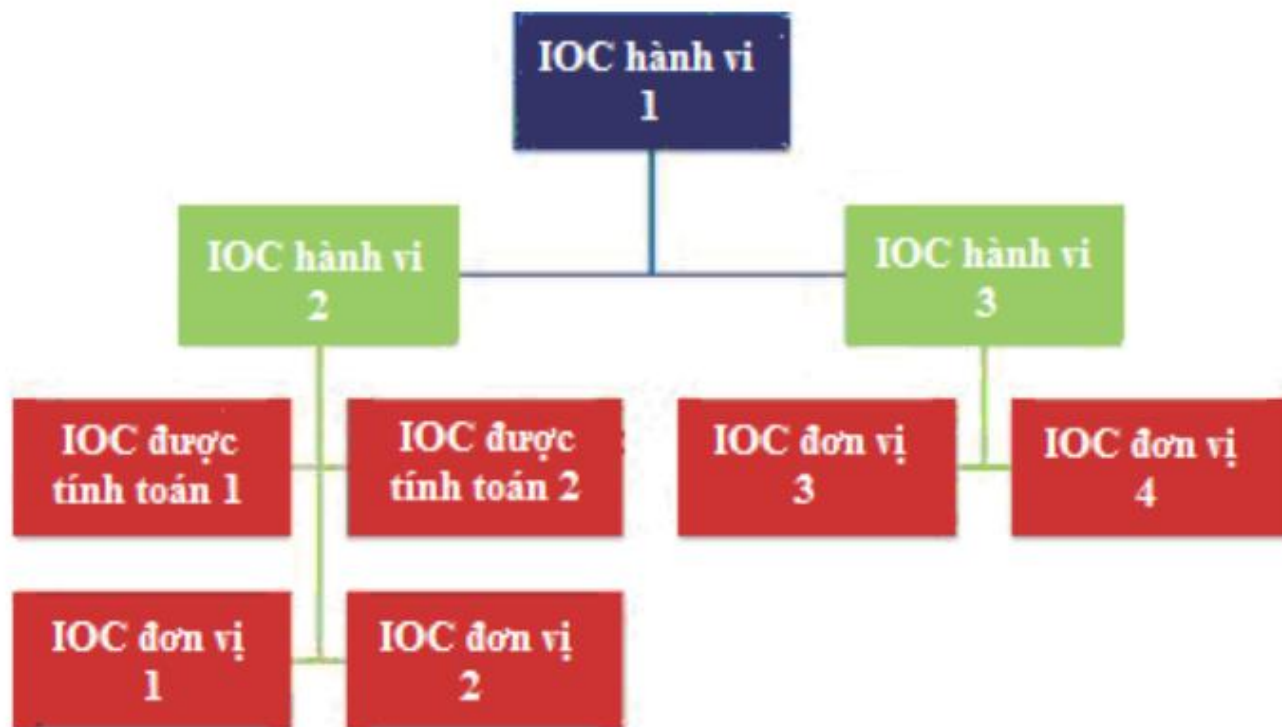 IOC hành vi
1
IOC hành vi
2
IOC hành vi
3
IOC được
tính toán 1
IOC được
tính toán 2
IOC đơn vị
3
IOC đơn vị
4
IOC đơn vị
1
IOC đơn vị
2